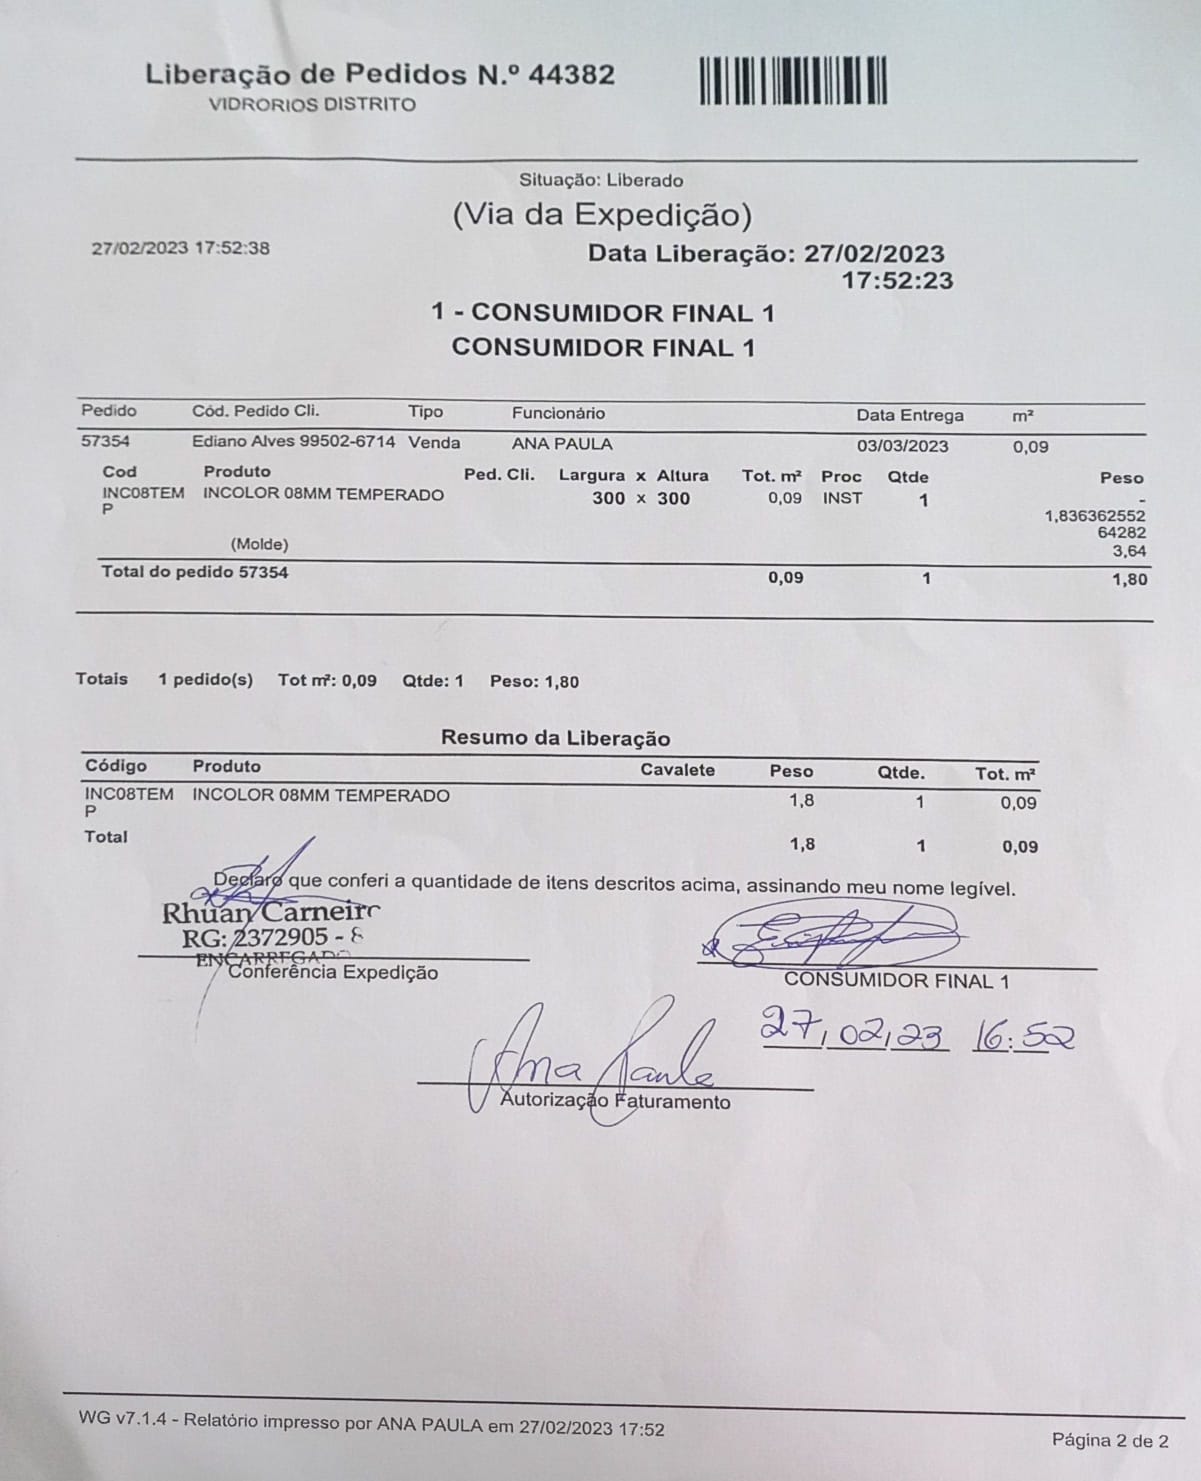 Liberação de Pedidos N.º 44382
VIDRORIOS DISTRITO
Situação: Liberado
(Via da Expedição)
27/02/2023 17:52:38
Data Liberação: 27/02/2023
17:52:23
1 - CONSUMIDOR FINAL 1
CONSUMIDOR FINAL 1
Pedido Cód. Pedido Cli. Tipo Funcionário Data Entrega m²
57354 Ediano Alves 99502-6714 Venda ANA PAULA 03/03/2023 0,09
Cod Produto Ped. Cli. Largura x Altura Tot. m² Proc Qtde Peso
INC08TEM INCOLOR 08MM TEMPERADO 300 x 300 0,09 INST 1 -
P 1,836362552
64282
(Molde) 3,64
Total do pedido 57354 0,09 1 1,80
Totais 1 pedido(s) Tot m²: 0,09 Qtde: 1 Peso: 1,80
Resumo da Liberação
Código Produto Cavalete Peso Qtde. Tot. m²
INC08TEM INCOLOR 08MM TEMPERADO 1,8 1 0,09
P
Total 1,8 1 0,09
Declaro que conferi a quantidade de itens descritos acima, assinando meu nome legível.
Rhuan Carneiro
RG: 2372905 - 8
ENCARREGADO
Conferência Expedição
CONSUMIDOR FINAL 1
27,02,23 16:52
Ana Paula
Autorização Faturamento
WG v7.1.4 - Relatório impresso por ANA PAULA em 27/02/2023 17:52
Página 2 de 2